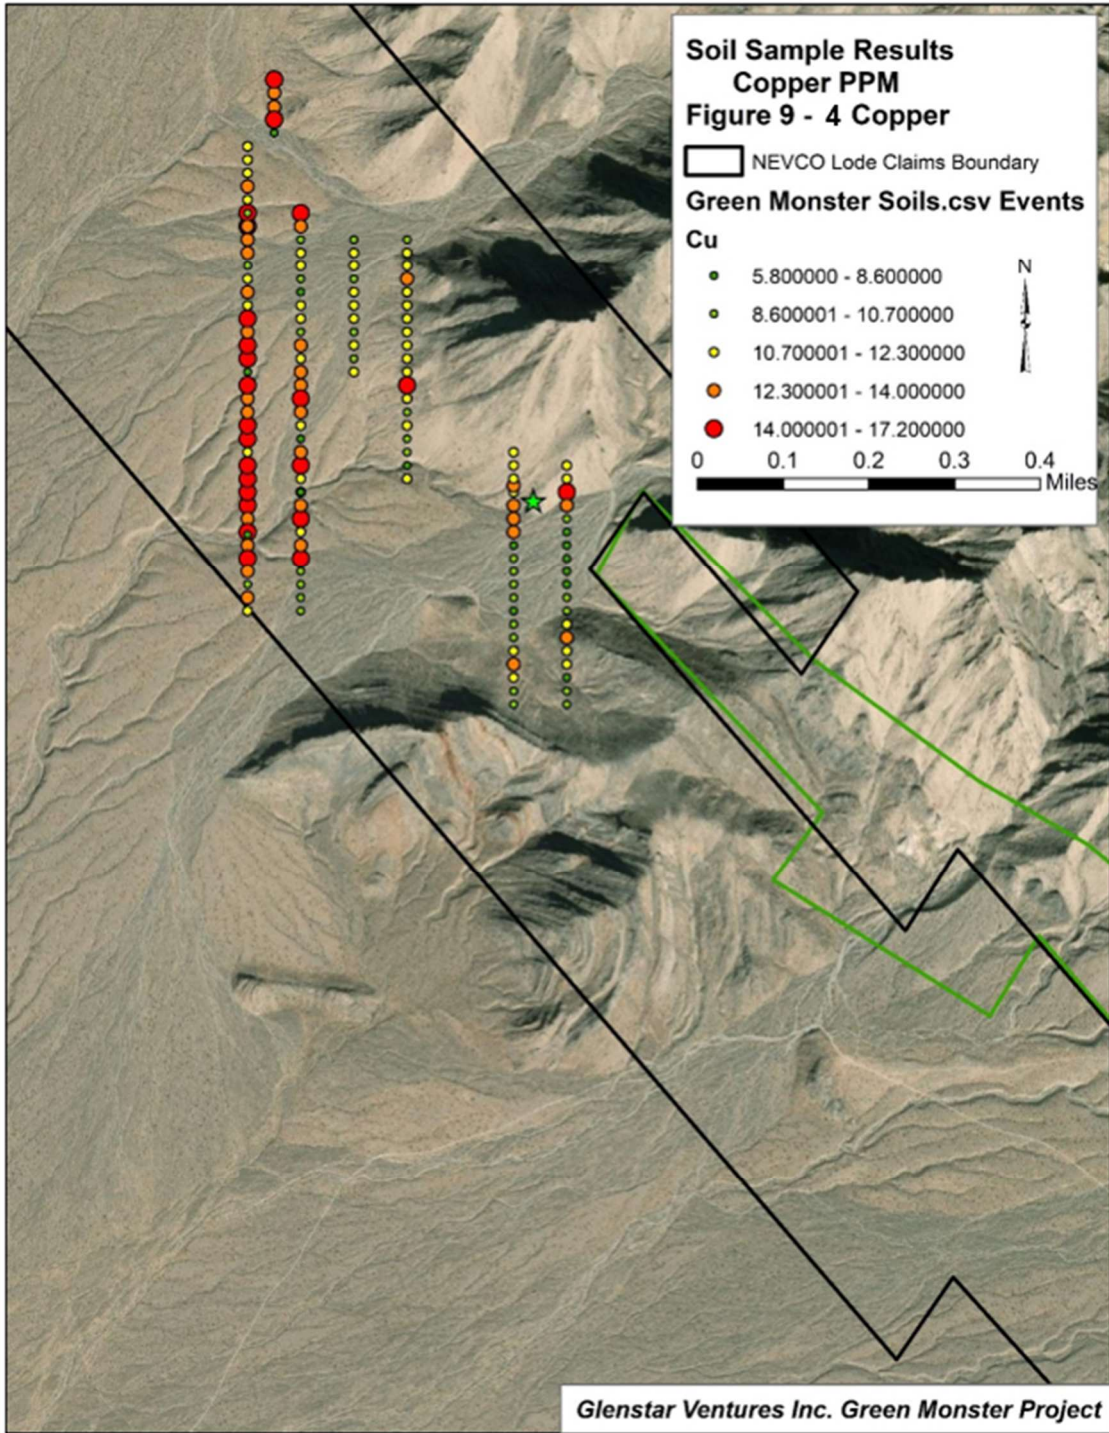 Soil Sample Results
Copper PPM
Figure 9 - 4 Copper
NEVCO Lode Claims Boundary
Green Monster Soils.csv Events
Cu
5.800000 - 8.600000
8.600001 - 10.700000
10.700001 - 12.300000
12.300001 - 14.000000
14.000001 - 17.200000
N
0 0.1 0.2 0.3 0.4
Miles
Glenstar Ventures Inc. Green Monster Project